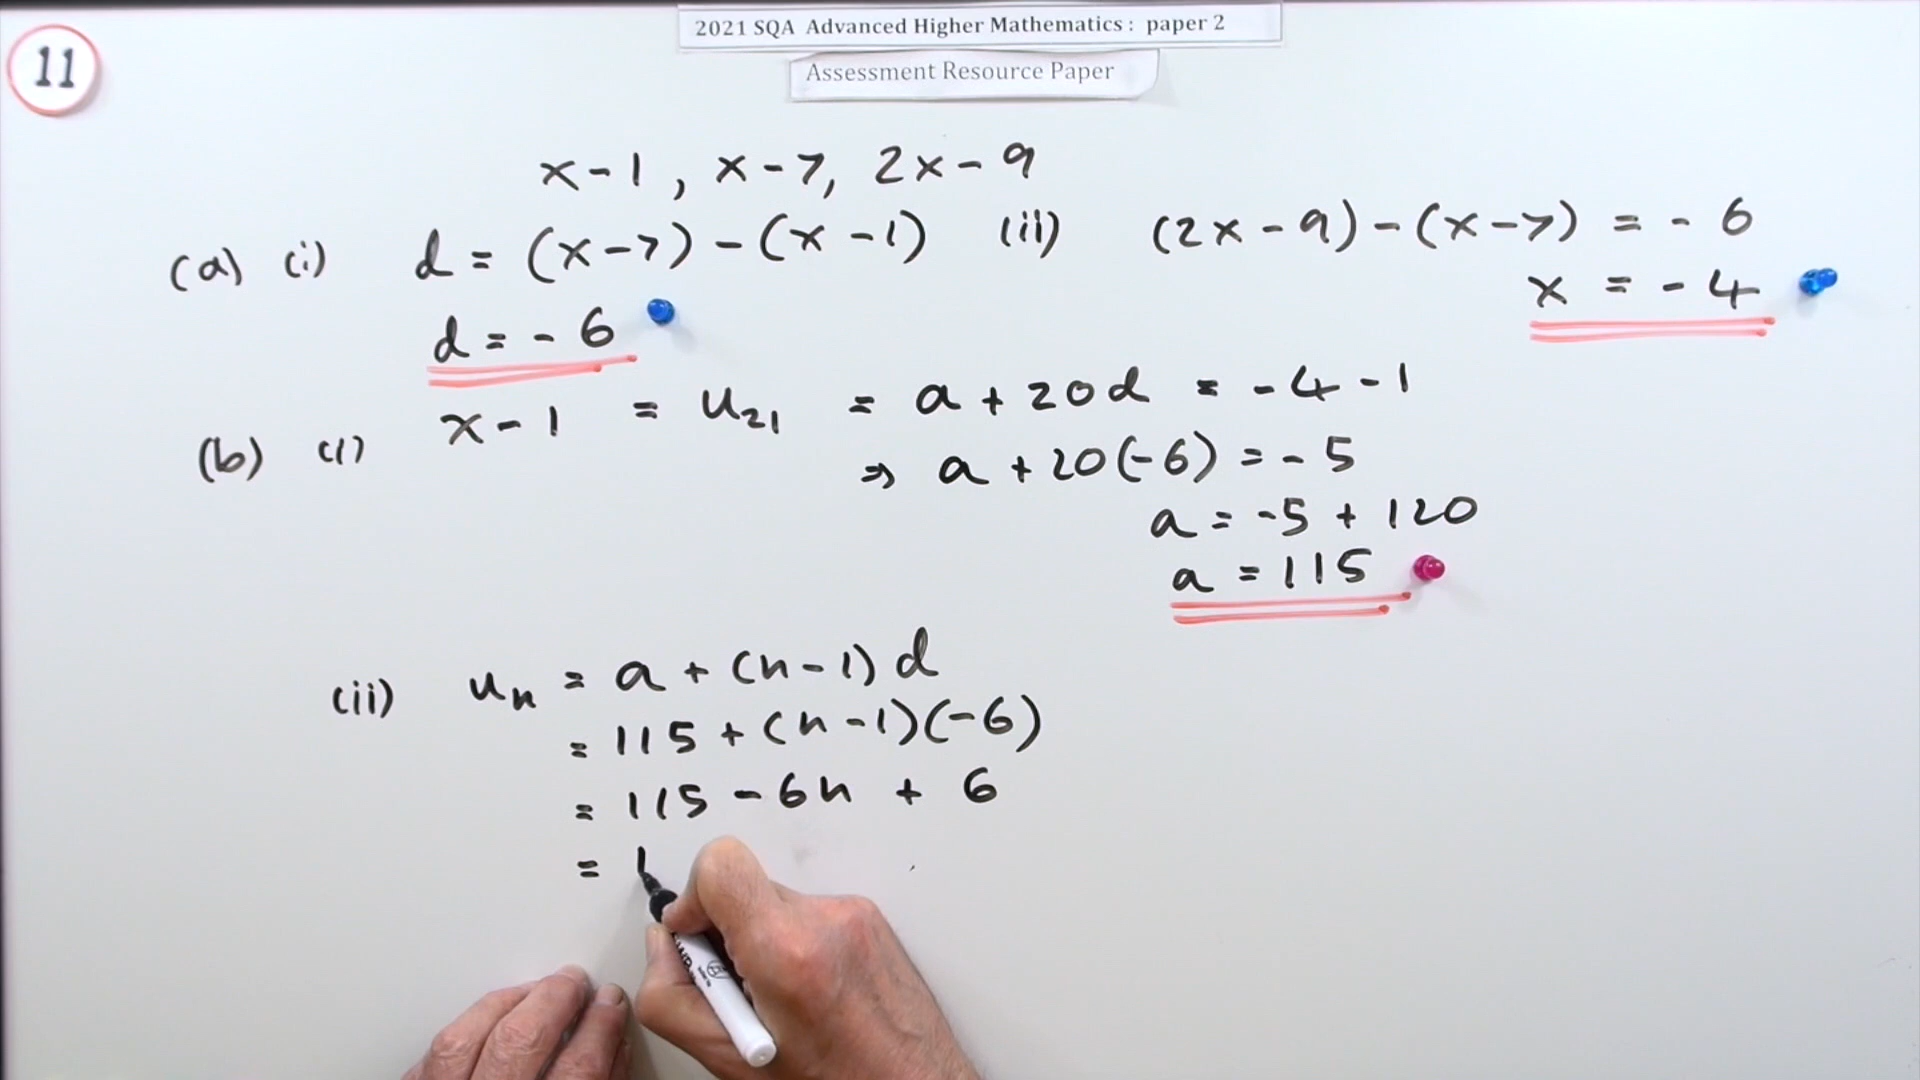 2021 SQA Advanced Higher Mathematics : paper 2
11
Assessment Resource Paper
x-1 , x-7, 2x-9
(a) (i) d = (x-7) - (x-1)
d = -6
(ii) (2x-9) - (x-7) = -6
x = -4
(b) (i) x-1 = u₂₁ = a + 20d = -4-1
⇒ a + 20(-6) = -5
a = -5 + 120
a = 115
(ii) uₙ = a + (n-1) d
= 115 + (n-1)(-6)
= 115 - 6n + 6
= 1